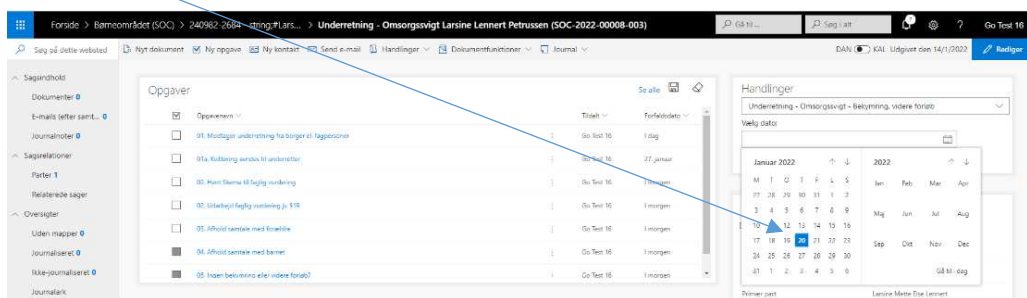 Forside > Børneområdet (SOC) > 240982-2684 - string;#Lars... > Underretning - Omsorgssvigt Larsine Lennert Petrussen (SOC-2022-00008-003)
Gå til...
Søg i alt
Go Test 16
Søg på dette websted
Nyt dokument Ny opgave Ny kontakt Send e-mail Handlinger Dokumentfunktioner Journal
DAN KAL Udgivet den 14/1/2022 Rediger
Sagsindhold
Dokumenter 0
E-mails (efter samt... 0
Journalnoter 0
Sagsrelationer
Parter 1
Relaterede sager
Oversigter
Uden mapper 0
Journaliseret 0
Ikke-journaliseret 0
Journalark
Opgaver
Se alle
Opgavenavn Tildelt Forfaldsdato
01. Modtager underretning fra borger el. fagpersoner Go Test 16 I dag
01a. Kvittering sendes til underretter Go Test 16 27. januar
02. Hent Skema til faglig vurdering Go Test 16 I morgen
02. Udarbejd faglig vurdering jv. §19 Go Test 16 I morgen
03. Afhold samtale med forældre Go Test 16 I morgen
04. Afhold samtale med barnet Go Test 16 I morgen
05. Ingen bekymring eller videre forløb? Go Test 16 I morgen
Handlinger
Underretning - Omsorgssvigt - Bekymring, videre forløb
Vælg dato:
Januar 2022
M T O T F L S
27 28 29 30 31 1 2
3 4 5 6 7 8 9
10 12 13 14 15 16
17 18 19 20 21 22 23
24 25 26 27 28 29 30
31 1 2 3 4 5 6
2022
Jan Feb Mar Apr
Maj Jun Jul Aug
Sep Okt Nov Dec
Gå til i dag
Primær part
Larsine Mette Else Lennert